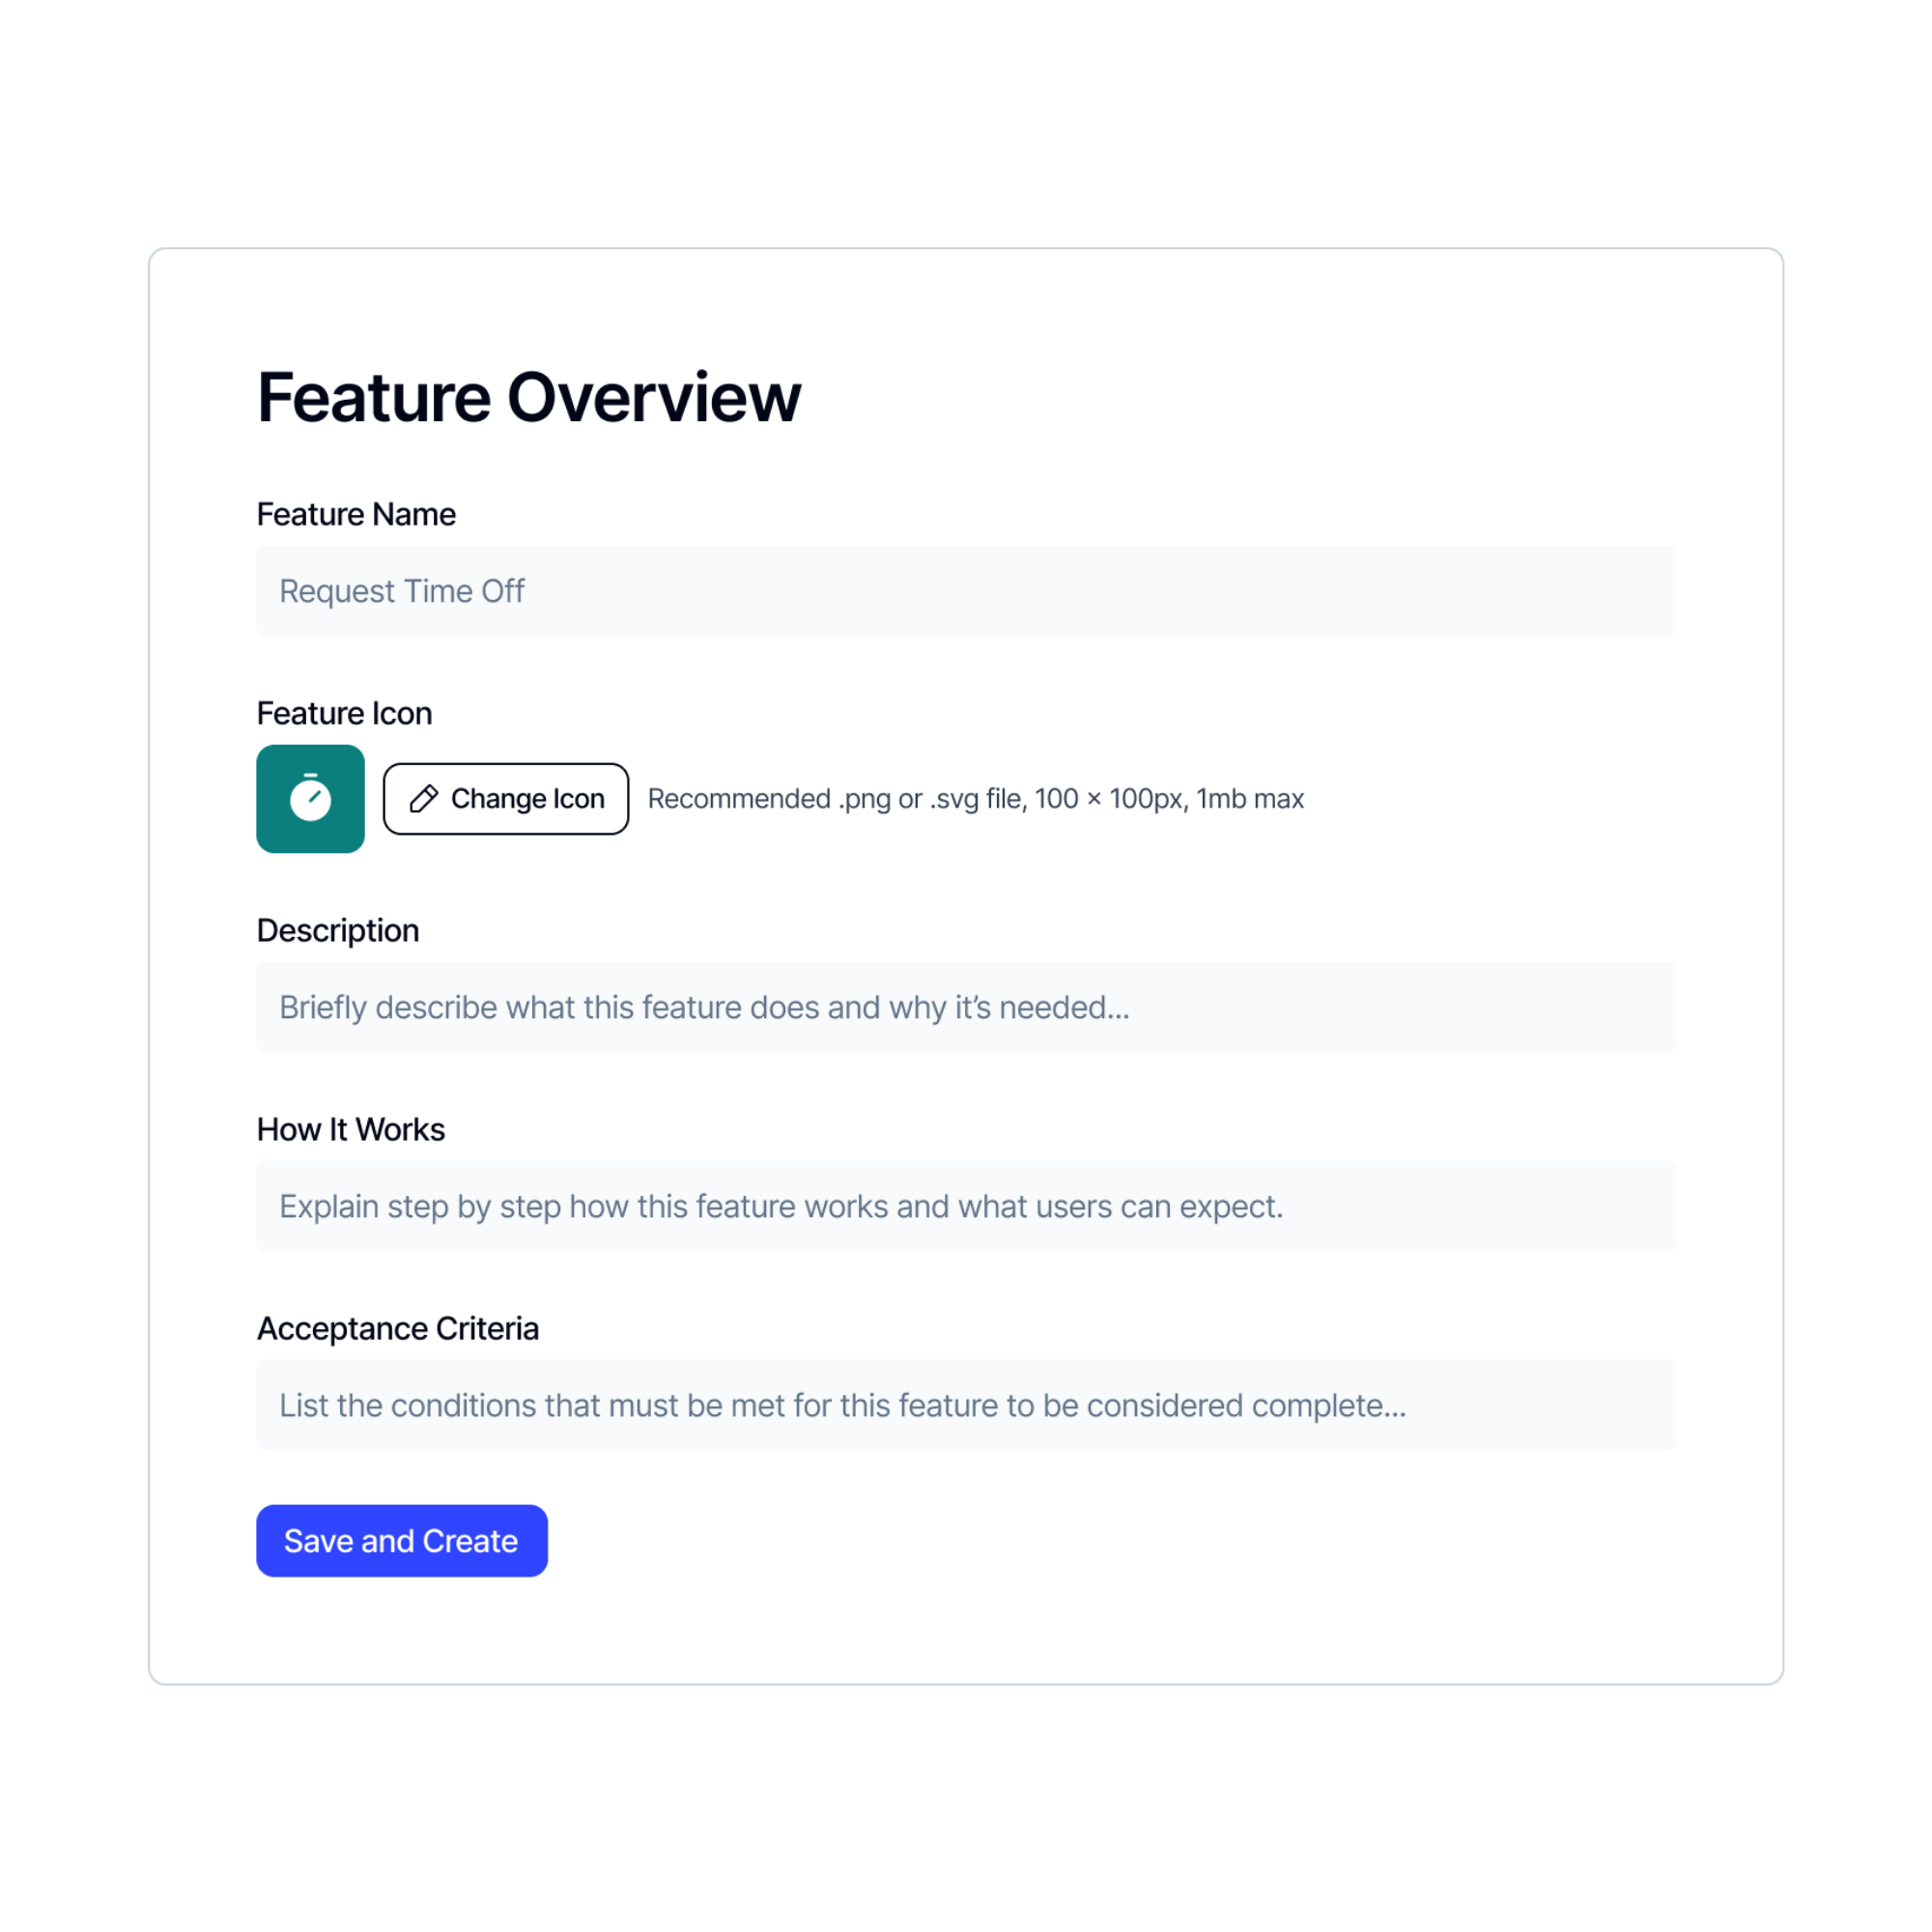 Feature Overview
Feature Name
Request Time Off
Feature Icon
Change Icon Recommended .png or .svg file, 100 × 100px, 1mb max
Description
Briefly describe what this feature does and why it’s needed...
How It Works
Explain step by step how this feature works and what users can expect.
Acceptance Criteria
List the conditions that must be met for this feature to be considered complete...
Save and Create